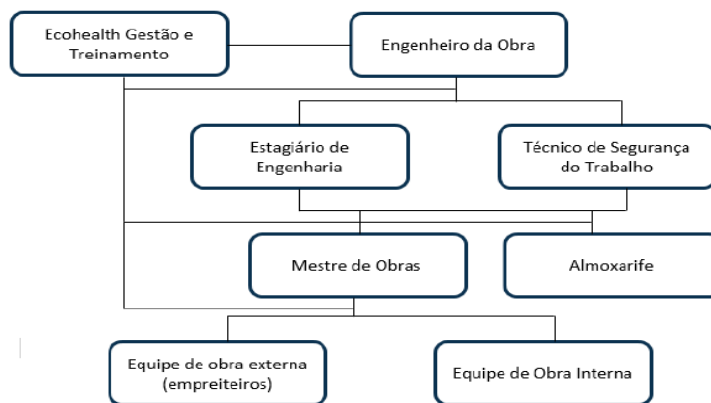 Ecohealth Gestão e
Treinamento
Engenheiro da Obra
Estagiário de
Engenharia
Técnico de Segurança
do Trabalho
Mestre de Obras
Almoxarife
Equipe de obra externa
(empreiteiros)
Equipe de Obra Interna